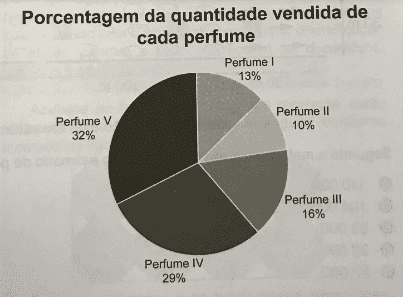 Porcentagem da quantidade vendida de
cada perfume
Perfume I
13%
Perfume II
10%
Perfume III
16%
Perfume IV
29%
Perfume V
32%